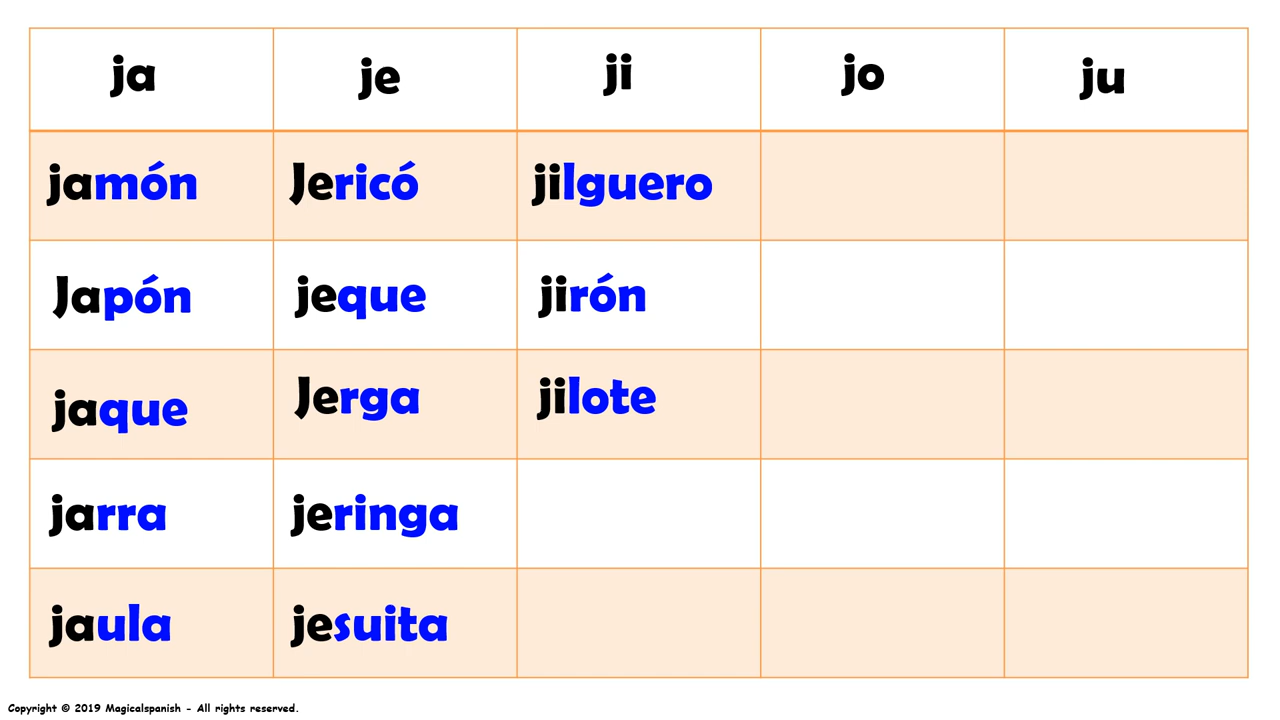 ja je ji jo ju
jamón Jericó jilguero
Japón jeque jirón
jaque Jerga jilote
jarra jeringa
jaula jesuita
Copyright © 2019 Magicalspanish - All rights reserved.